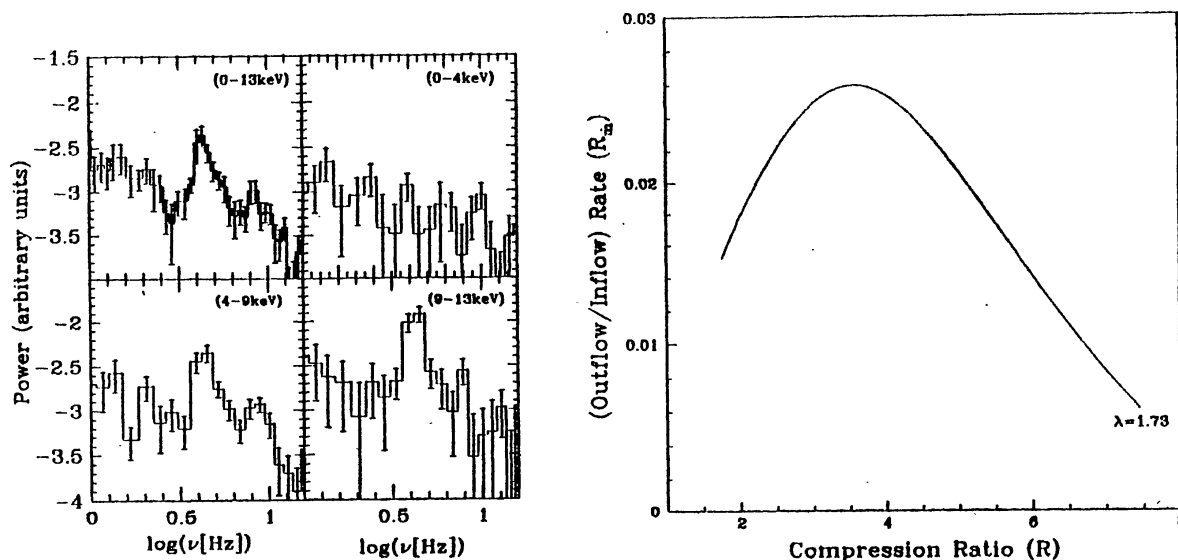 -1.5
-2
-2.5
-3
-3.5
(0-13keV)
(0-4keV)
(4-9keV)
(9-13keV)
-2
-2.5
-3
-3.5
-4
Power (arbitrary units)
0
0.5
1
0.5
1
log(ν[Hz])
log(ν[Hz])
0.03
0.02
0.01
0
(Outflow/Inflow) Rate (Rṁ)
λ=1.73
2
4
6
8
Compression Ratio (R)